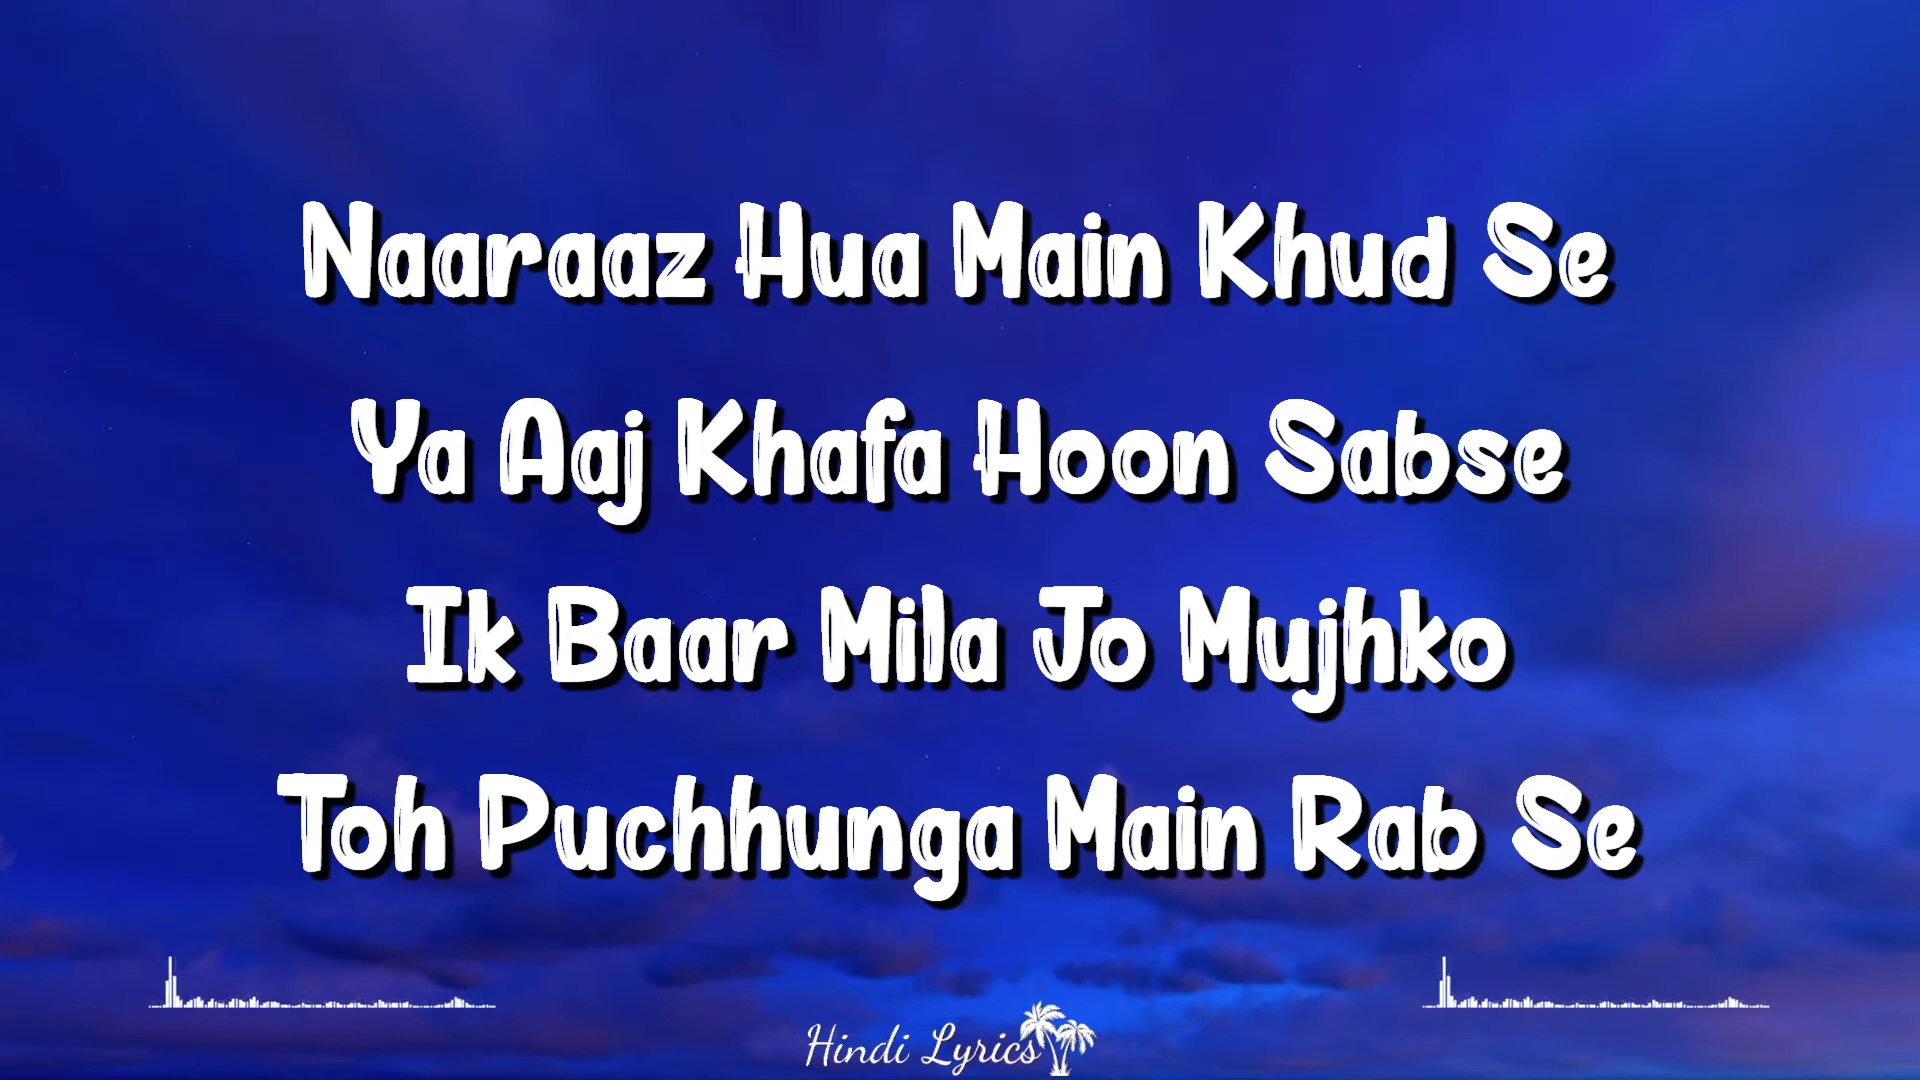 Naaraaz Hua Main Khud Se
Ya Aaj Khafa Hoon Sabse
Ik Baar Mila Jo Mujhko
Toh Puchhunga Main Rab Se
Hindi Lyrics